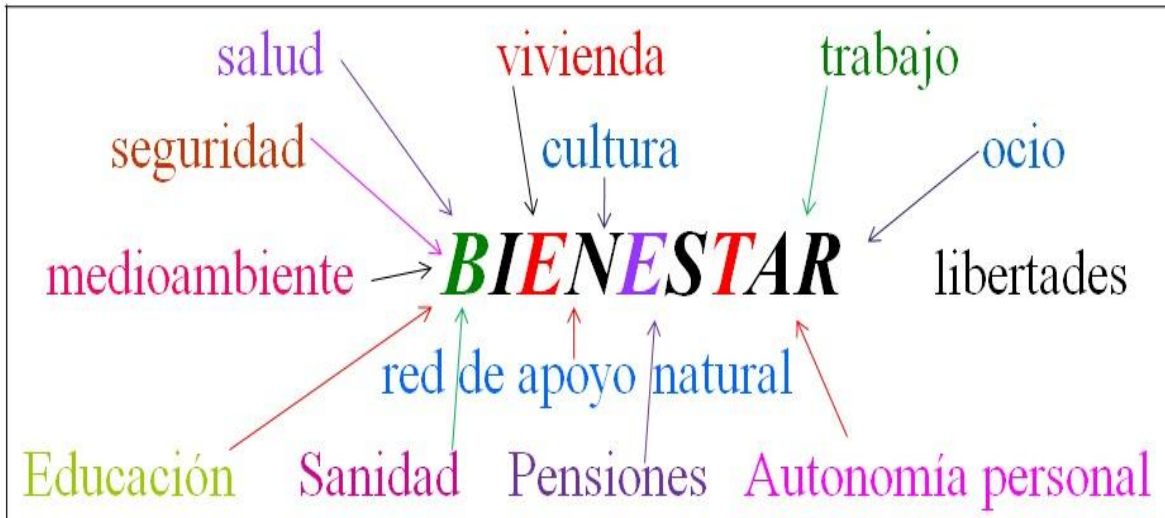 salud vivienda trabajo
seguridad cultura ocio
BIENESTAR
medioambiente libertades
red de apoyo natural
Educación Sanidad Pensiones Autonomía personal